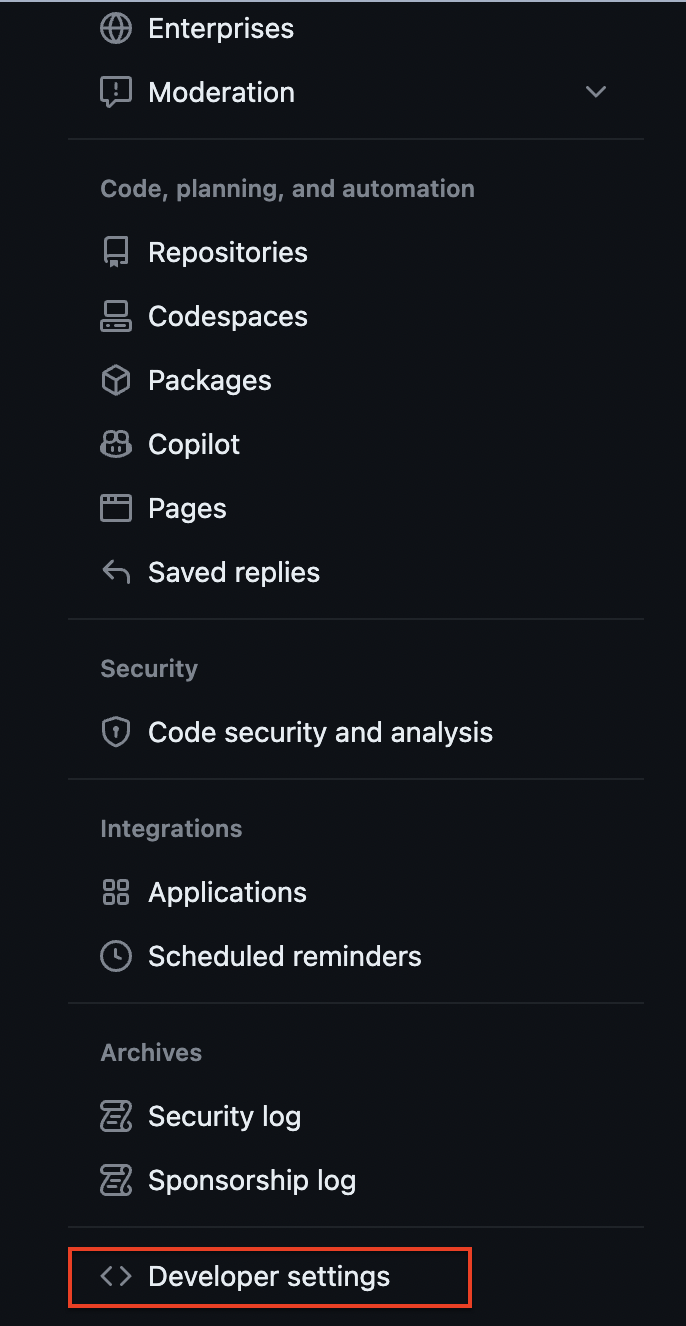 Enterprises
Moderation
Code, planning, and automation
Repositories
Codespaces
Packages
Copilot
Pages
Saved replies
Security
Code security and analysis
Integrations
Applications
Scheduled reminders
Archives
Security log
Sponsorship log
Developer settings